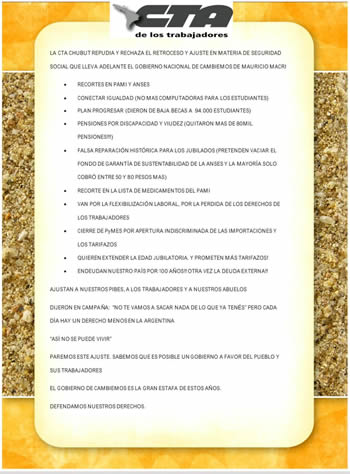 CTA
de los trabajadores
LA CTA CHUBUT REPUDIA Y RECHAZA EL RETROCESO Y AJUSTE EN MATERIA DE SEGURIDAD
SOCIAL QUE LLEVA ADELANTE EL GOBIERNO NACIONAL DE CAMBIEMOS DE MAURICIO MACRI
• RECORTES EN PAMI Y ANSES
• CONECTAR IGUALDAD (NO MAS COMPUTADORAS PARA LOS ESTUDIANTES)
• PLAN PROGRESAR (DIERON DE BAJA BECAS A 94.000 ESTUDIANTES)
• PENSIONES POR DISCAPACIDAD Y VIUDEZ (QUITARON MAS DE 80MIL
PENSIONES!!!)
• FALSA REPARACIÓN HISTÓRICA PARA LOS JUBILADOS (PRETENDEN VACIAR EL
FONDO DE GARANTÍA DE SUSTENTABILIDAD DE LA ANSES Y LA MAYORÍA SOLO
COBRÓ ENTRE 50 Y 80 PESOS MAS)
• RECORTE EN LA LISTA DE MEDICAMENTOS DEL PAMI
• VAN POR LA FLEXIBILIZACIÓN LABORAL, POR LA PERDIDA DE LOS DERECHOS DE
LOS TRABAJADORES
• CIERRE DE PyMES POR APERTURA INDISCRIMINADA DE LAS IMPORTACIONES Y
LOS TARIFAZOS
• QUIEREN EXTENDER LA EDAD JUBILATORIA. Y PROMETEN MÁS TARIFAZOS!
• ENDEUDAN NUESTRO PAÍS POR 100 AÑOS!! OTRA VEZ LA DEUDA EXTERNA!!
AJUSTAN A NUESTROS PIBES, A LOS TRABAJADORES Y A NUESTROS ABUELOS
DIJERON EN CAMPAÑA: "NO TE VAMOS A SACAR NADA DE LO QUE YA TENÉS" PERO CADA
DÍA HAY UN DERECHO MENOS EN LA ARGENTINA
"ASÍ NO SE PUEDE VIVIR"
PAREMOS ESTE AJUSTE. SABEMOS QUE ES POSIBLE UN GOBIERNO A FAVOR DEL PUEBLO Y
SUS TRABAJADORES
EL GOBIERNO DE CAMBIEMOS ES LA GRAN ESTAFA DE ESTOS AÑOS.
DEFENDAMOS NUESTROS DERECHOS.